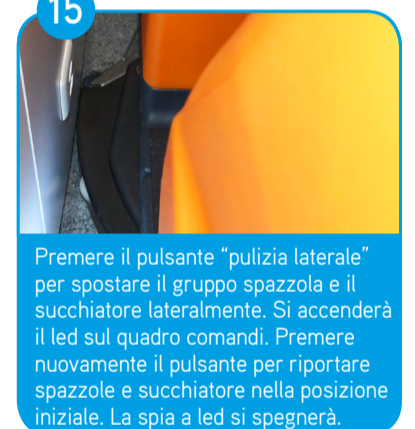 15
Premere il pulsante “pulizia laterale”
per spostare il gruppo spazzola e il
succhiatore lateralmente. Si accenderà
il led sul quadro comandi. Premere
nuovamente il pulsante per riportare
spazzole e succhiatore nella posizione
iniziale. La spia a led si spegnerà.